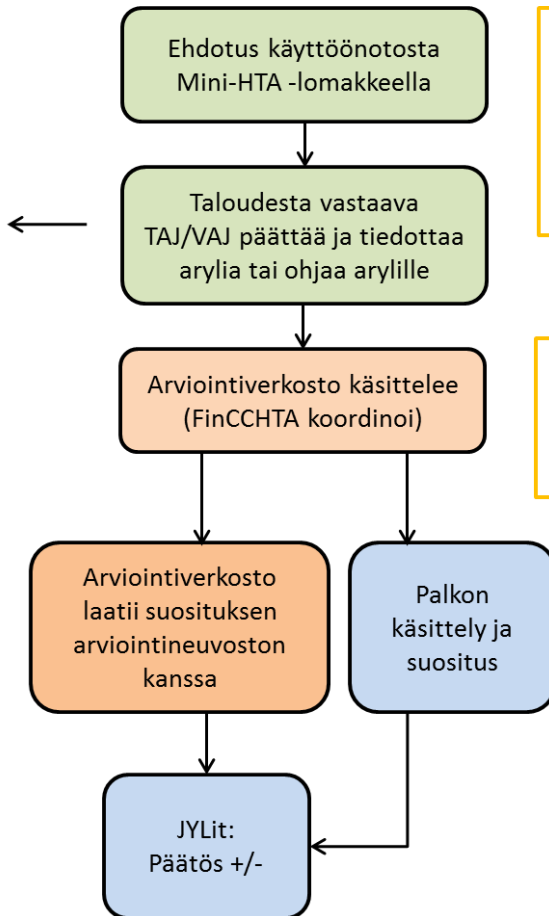 Ehdotus käyttöönotosta
Mini-HTA -lomakkeella
Taloudesta vastaava
TAJ/VAJ päättää ja tiedottaa
arylia tai ohjaa arylille
Arviointiverkosto käsittelee
(FinCCHTA koordinoi)
Arviointiverkosto
laatii suosituksen
arviointineuvoston
kanssa
Palkon
käsittely ja
suositus
JYLit:
Päätös +/-